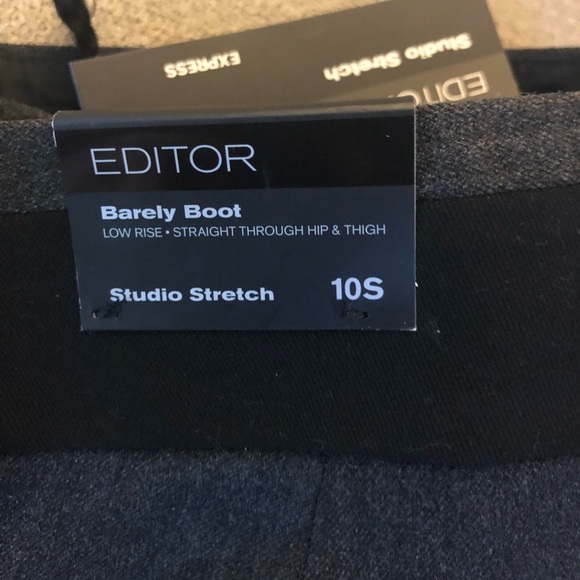 EXPRESS
Studio Stretch
EDITOR
EDITOR
Barely Boot
LOW RISE • STRAIGHT THROUGH HIP & THIGH
Studio Stretch 10S